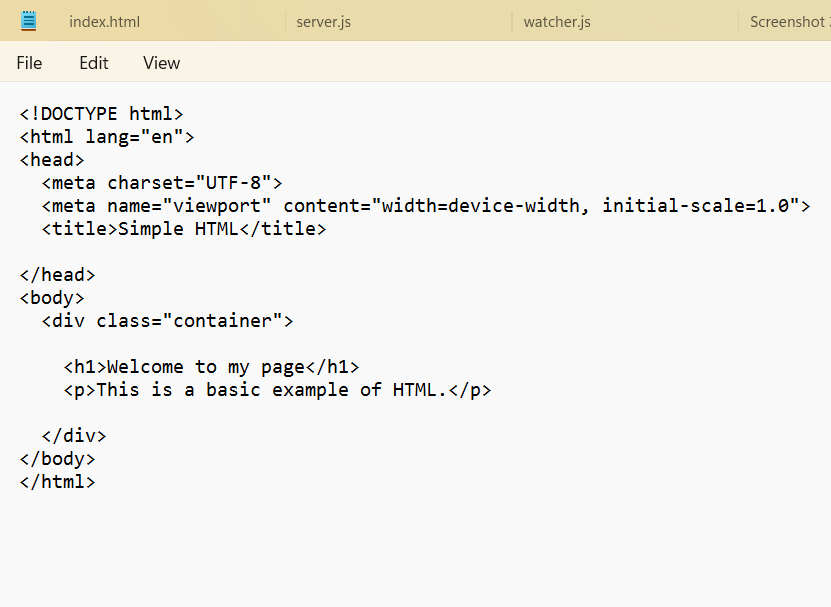 index.html server.js watcher.js Screenshot
File Edit View
<!DOCTYPE html>
<html lang="en">
<head>
  <meta charset="UTF-8">
  <meta name="viewport" content="width=device-width, initial-scale=1.0">
  <title>Simple HTML</title>
</head>
<body>
  <div class="container">
    <h1>Welcome to my page</h1>
    <p>This is a basic example of HTML.</p>
  </div>
</body>
</html>